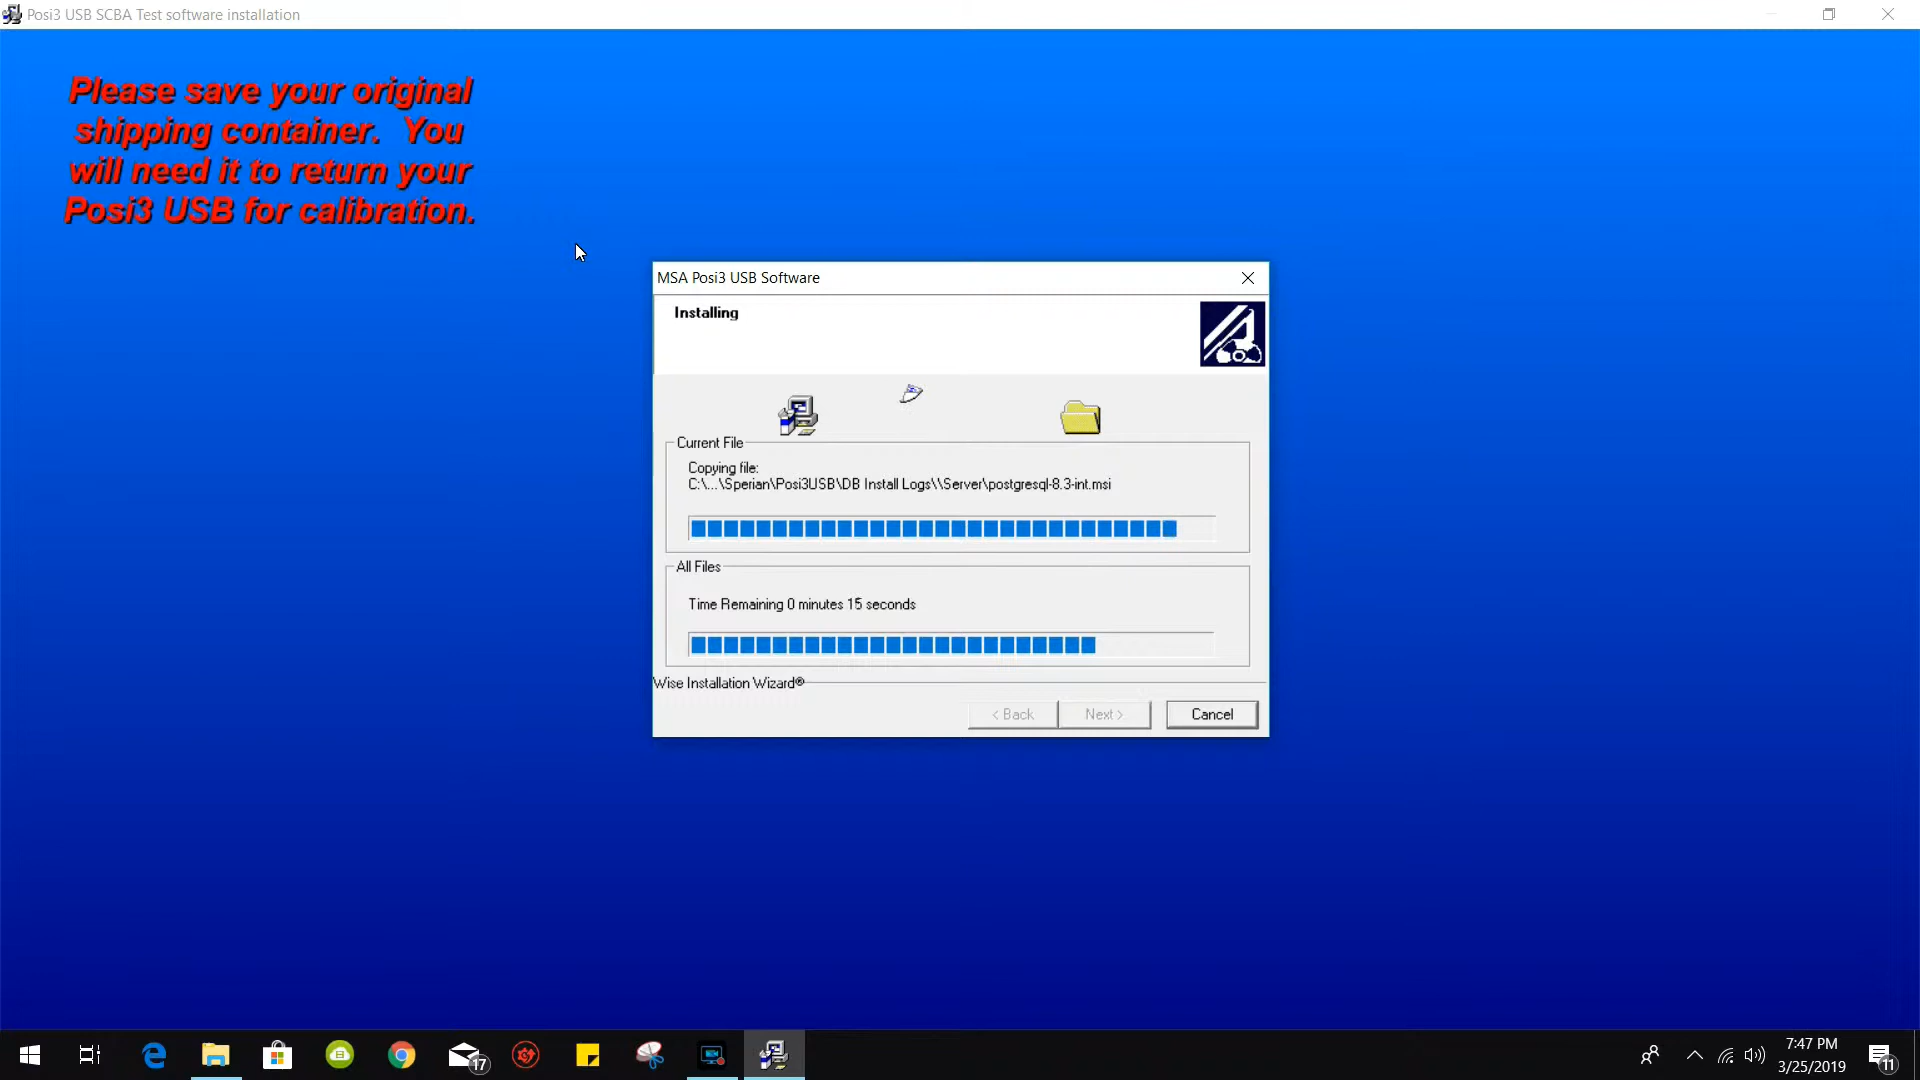 Posi3 USB SCBA Test software installation
Please save your original
shipping container. You
will need it to return your
Posi3 USB for calibration.
MSA Posi3 USB Software
Installing
Current File
Copying file:
C:\...\Sperian\Posi3USB\DB Install Logs\\Server\postgresql-8.3-int.msi
All Files
Time Remaining 0 minutes 15 seconds
Wise Installation Wizard®
< Back
Next >
Cancel
17
7:47 PM
3/25/2019
11